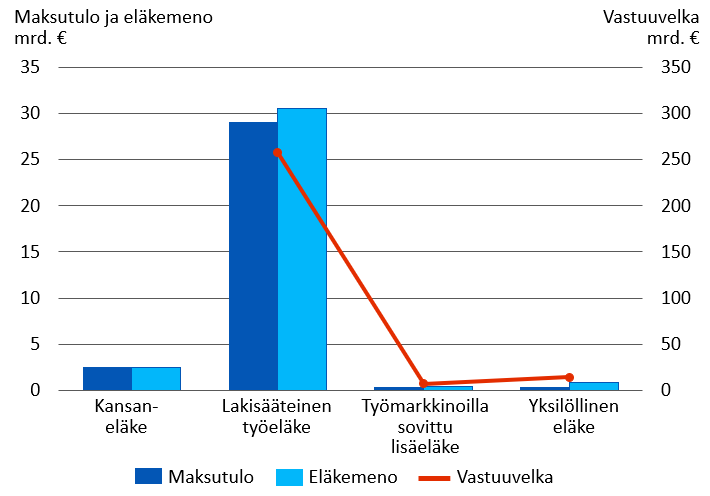 Maksutulo ja eläkemeno
mrd. €
Vastuuvelka
mrd. €
35
30
25
20
15
10
5
0
350
300
250
200
150
100
50
0
Kansan-
eläke
Lakisääteinen
työeläke
Työmarkkinoilla
sovittu
lisäeläke
Yksilöllinen
eläke
Maksutulo
Eläkemeno
Vastuuvelka